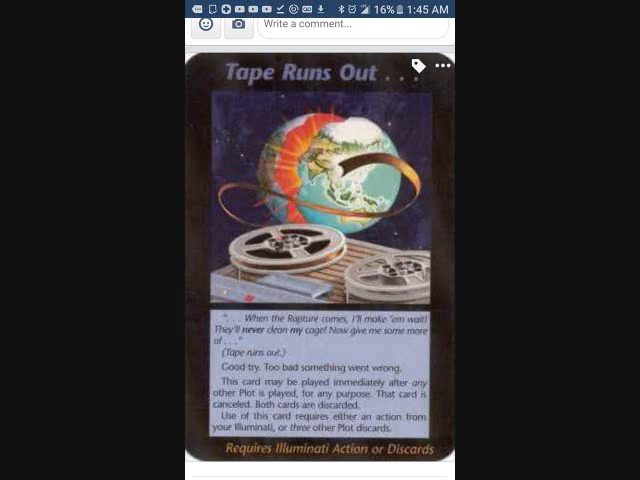 16% 1:45 AM
Write a comment...
Tape Runs Out . . .
". . . When the Rapture comes, I'll make 'em wait!
They'll never clean my cage! Now give me some more
of . . ."
(Tape runs out.)
Good try. Too bad something went wrong.
This card may be played immediately after any
other Plot is played, for any purpose. That card is
canceled. Both cards are discarded.
Use of this card requires either an action from
your Illuminati, or three other Plot discards.
Requires Illuminati Action or Discards